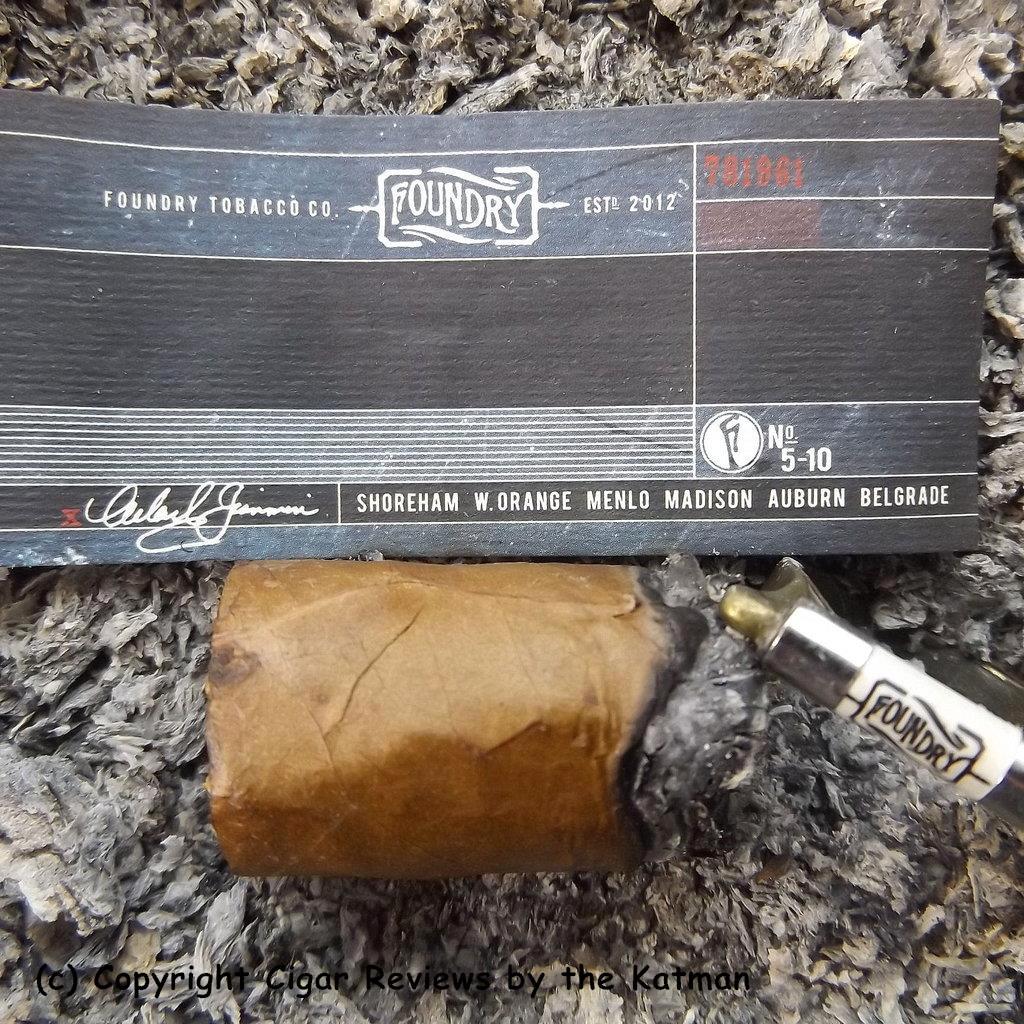 FOUNDRY TOBACCO CO. FOUNDRY ESTD 2012
781961
No 5-10
SHOREHAM W. ORANGE MENLO MADISON AUBURN BELGRADE
FOUNDRY
(c) Copyright Cigar Reviews by the Katman